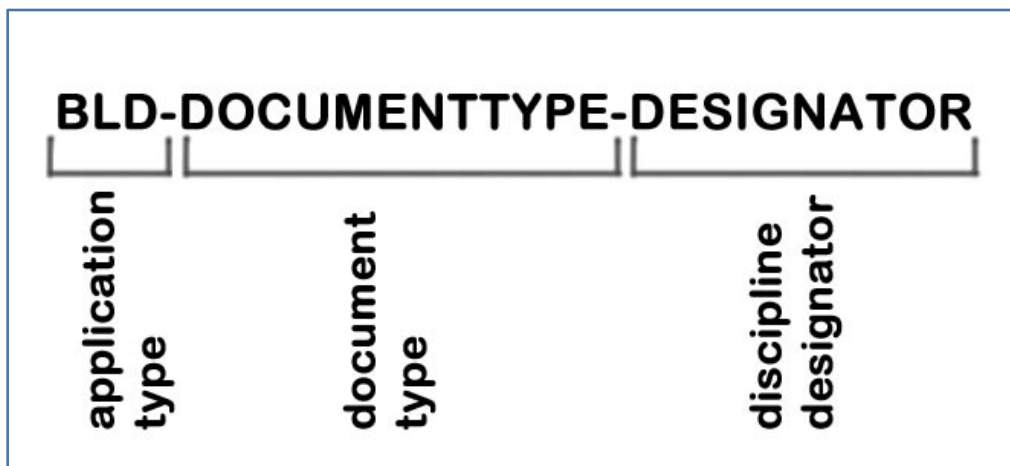 BLD-DOCUMENTTYPE-DESIGNATOR
application
type
document
type
discipline
designator